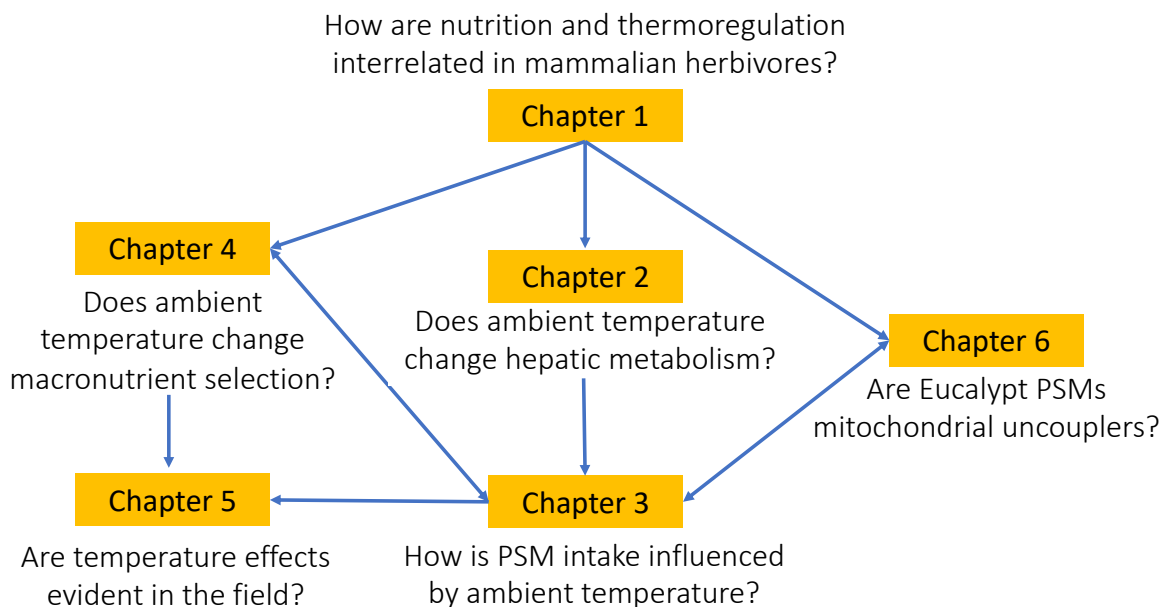 How are nutrition and thermoregulation
interrelated in mammalian herbivores?
Chapter 1
Chapter 4
Does ambient
temperature change
macronutrient selection?
Chapter 2
Does ambient temperature
change hepatic metabolism?
Chapter 6
Are Eucalypt PSMs
mitochondrial uncouplers?
Chapter 5
Are temperature effects
evident in the field?
Chapter 3
How is PSM intake influenced
by ambient temperature?